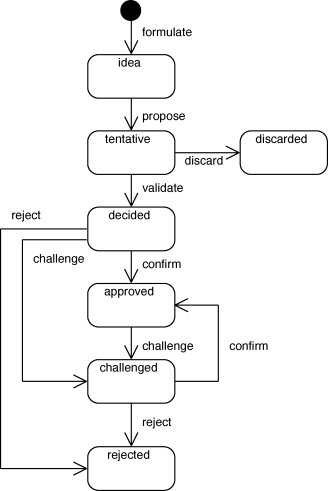 formulate
idea
propose
tentative
discarded
discard
validate
reject
decided
challenge
confirm
approved
challenge
confirm
challenged
reject
rejected